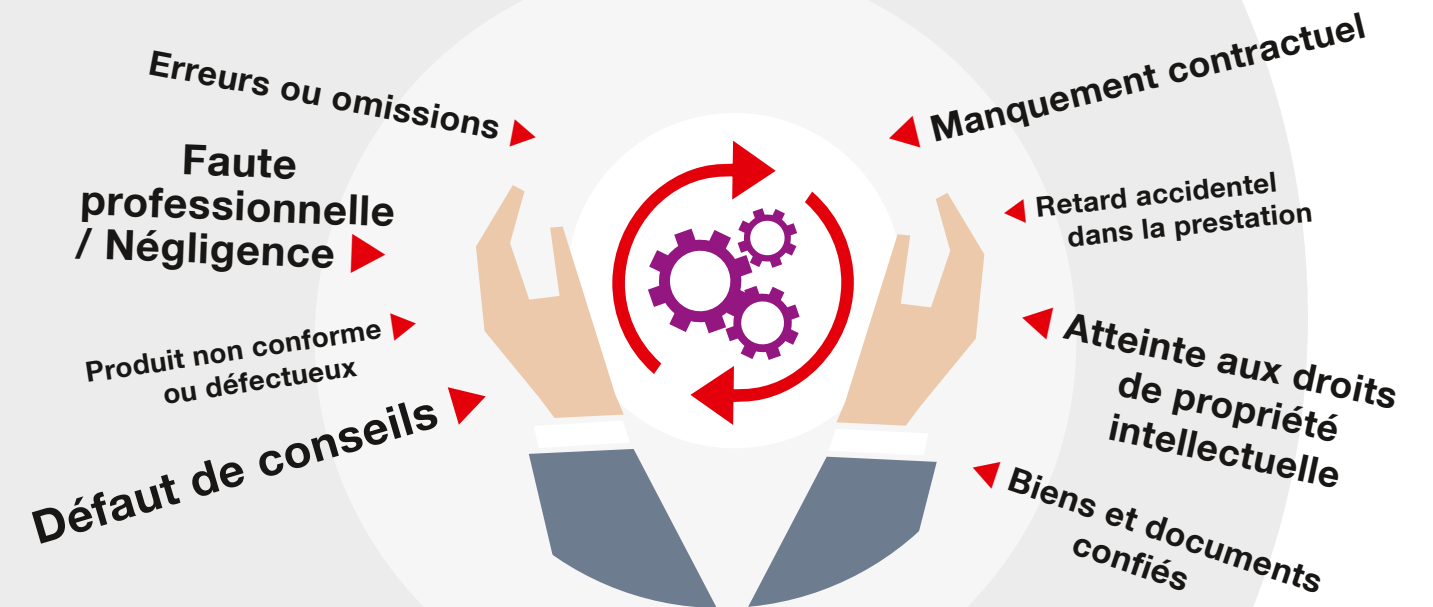 Erreurs ou omissions
Faute
professionnelle
/ Négligence
Produit non conforme
ou défectueux
Défaut de conseils
Manquement contractuel
Retard accidentel
dans la prestation
Atteinte aux droits
de propriété
intellectuelle
Biens et documents
confiés